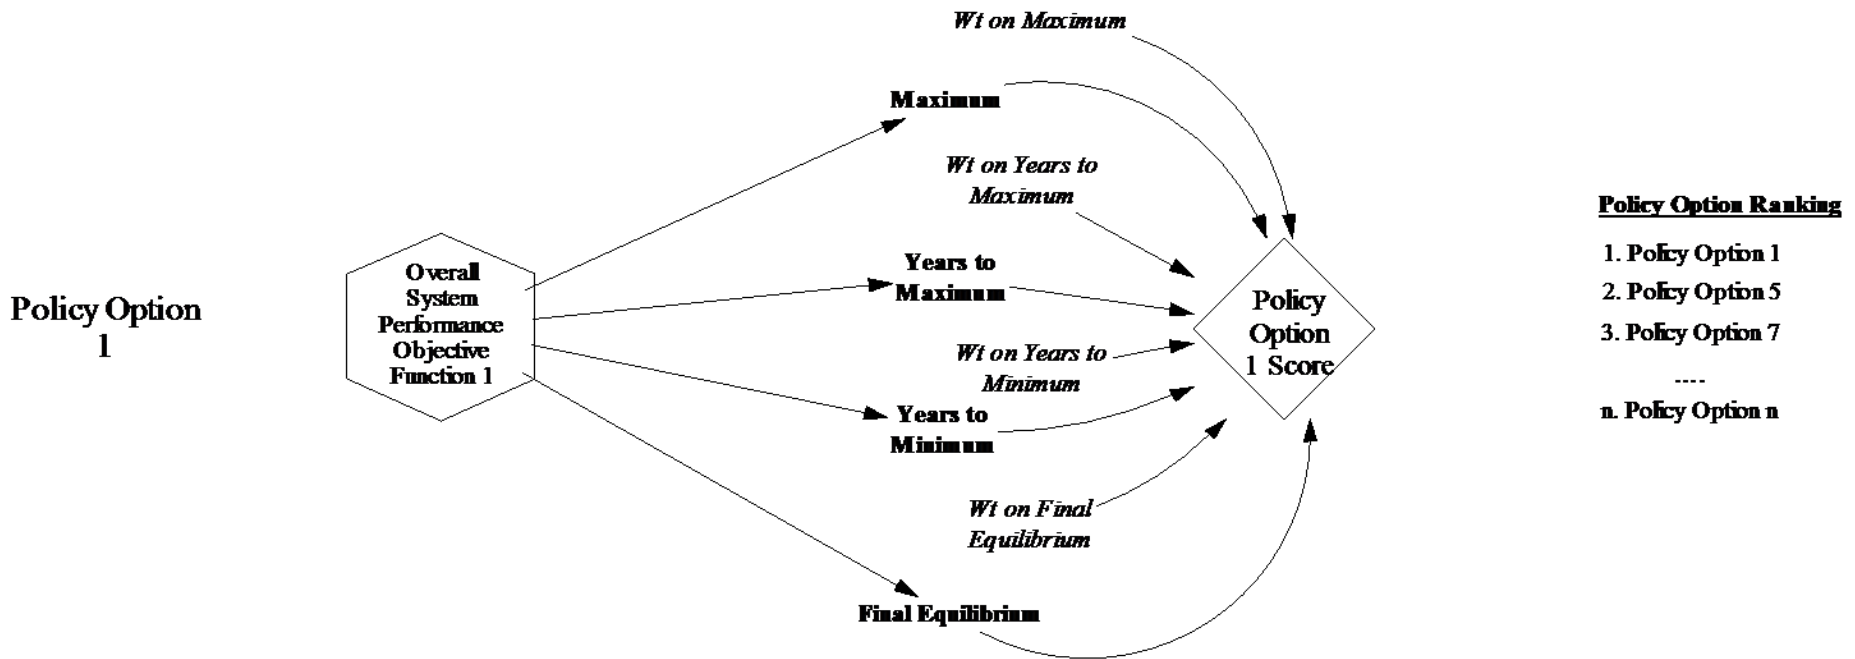 Policy Option
1
Overall
System
Performance
Objective
Function 1
Wt on Maximum
Maximum
Wt on Years to
Maximum
Years to
Maximum
Wt on Years to
Minimum
Years to
Minimum
Wt on Final
Equilibrium
Final Equilibrium
Policy
Option
1 Score
Policy Option Ranking
1. Policy Option 1
2. Policy Option 5
3. Policy Option 7
----
n. Policy Option n